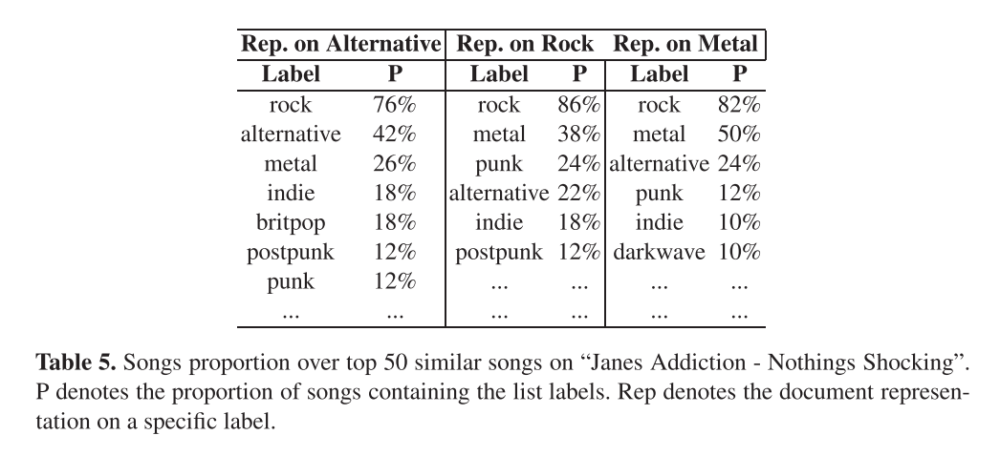 Rep. on Alternative Rep. on Rock Rep. on Metal
Label P Label P Label P
rock 76% rock 86% rock 82%
alternative 42% metal 38% metal 50%
metal 26% punk 24% alternative 24%
indie 18% alternative 22% punk 12%
britpop 18% indie 18% indie 10%
postpunk 12% postpunk 12% darkwave 10%
punk 12% ... ... ... ...
... ... ... ... ... ...
Table 5. Songs proportion over top 50 similar songs on “Janes Addiction - Nothings Shocking”.
P denotes the proportion of songs containing the list labels. Rep denotes the document represen-
tation on a specific label.